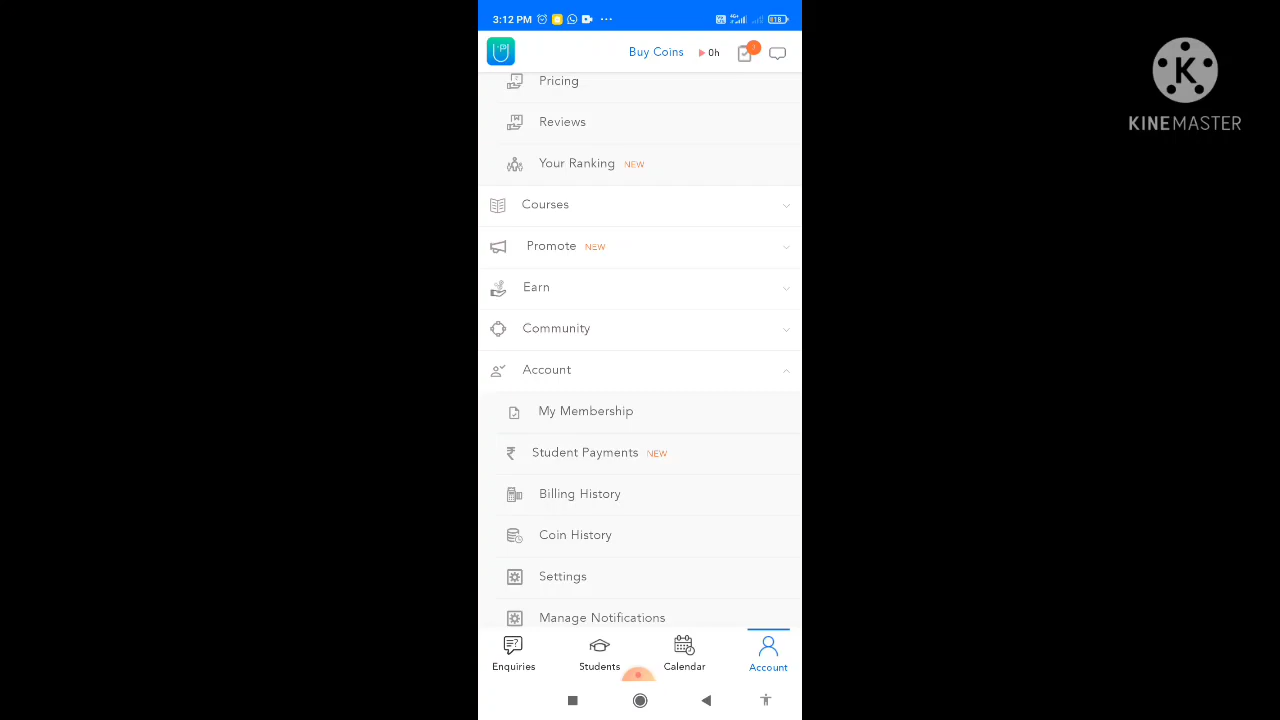 3:12 PM
818
Buy Coins
0h
Pricing
Reviews
Your Ranking NEW
Courses
Promote NEW
Earn
Community
Account
My Membership
Student Payments NEW
Billing History
Coin History
Settings
Manage Notifications
Enquiries
Students
Calendar
Account
K
KINEMASTER